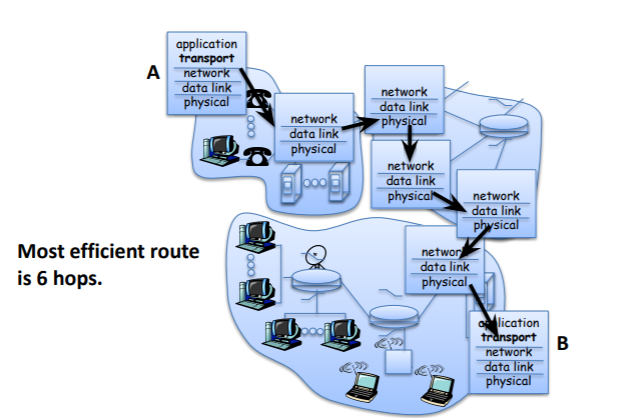 application
transport
network
data link
physical
A
network
data link
physical
network
data link
physical
network
data link
physical
network
data link
physical
Most efficient route
is 6 hops.
network
data link
physical
application
transport
network
data link
physical
B